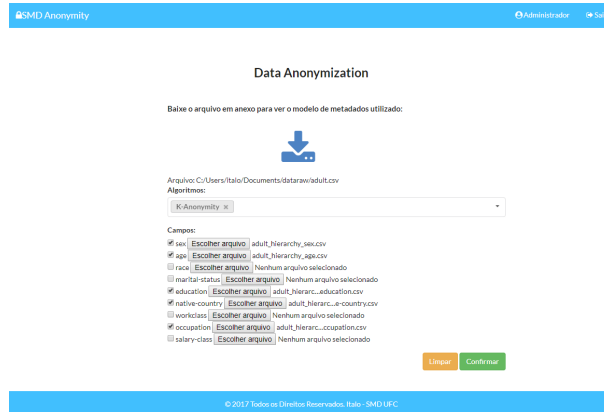 SMD Anonymity
Administrador
Sai
Data Anonymization
Baixe o arquivo em anexo para ver o modelo de metadados utilizado:
Arquivo: C:/Users/italo/Documents/dataraw/adult.csv
Algoritmos:
K-Anonymity ×
Campos:
sex Escolher arquivo adult_hierarchy_sex.csv
age Escolher arquivo adult_hierarchy_age.csv
race Escolher arquivo Nenhum arquivo selecionado
marital-status Escolher arquivo Nenhum arquivo selecionado
education Escolher arquivo adult_hierarc...education.csv
native-country Escolher arquivo adult_hierarc...e-country.csv
workclass Escolher arquivo Nenhum arquivo selecionado
occupation Escolher arquivo adult_hierarc...ccupation.csv
salary-class Escolher arquivo Nenhum arquivo selecionado
Limpar Confirmar
© 2017 Todos os Direitos Reservados. Italo - SMD UFC